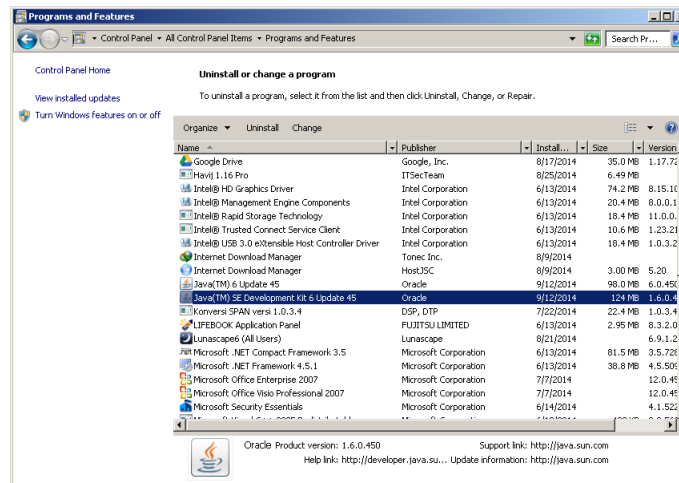 Programs and Features
Control Panel All Control Panel Items Programs and Features Search Pr...
Control Panel Home
View installed updates
Turn Windows features on or off
Uninstall or change a program
To uninstall a program, select it from the list and then click Uninstall, Change, or Repair.
Organize Uninstall Change
Name Publisher Install... Size Version
Google Drive Google, Inc. 8/17/2014 35.0 MB 1.17.72
Havij 1.16 Pro ITSecTeam 8/25/2014 6.49 MB
Intel® HD Graphics Driver Intel Corporation 6/13/2014 74.2 MB 8.15.10
Intel® Management Engine Components Intel Corporation 6/13/2014 20.4 MB 8.0.0.1
Intel® Rapid Storage Technology Intel Corporation 6/13/2014 18.4 MB 11.0.0.
Intel® Trusted Connect Service Client Intel Corporation 6/13/2014 10.6 MB 1.23.21
Intel® USB 3.0 eXtensible Host Controller Driver Intel Corporation 6/13/2014 18.4 MB 1.0.3.2
Internet Download Manager Tonec Inc. 8/9/2014
Internet Download Manager HostJSC 8/9/2014 3.00 MB 5.20
Java(TM) 6 Update 45 Oracle 9/12/2014 98.0 MB 6.0.450
Java(TM) SE Development Kit 6 Update 45 Oracle 9/12/2014 124 MB 1.6.0.4
Konversi SPAN versi 1.0.3.4 DSP, DTP 7/22/2014 22.4 MB 1.0.3.4
LIFEBOOK Application Panel FUJITSU LIMITED 6/13/2014 2.95 MB 8.3.2.0
Lunascape6 (All Users) Lunascape 8/21/2014 6.9.1.2
Microsoft .NET Compact Framework 3.5 Microsoft Corporation 6/13/2014 81.5 MB 3.5.728
Microsoft .NET Framework 4.5.1 Microsoft Corporation 6/13/2014 38.8 MB 4.5.509
Microsoft Office Enterprise 2007 Microsoft Corporation 7/7/2014 12.0.45
Microsoft Office Visio Professional 2007 Microsoft Corporation 7/7/2014 12.0.45
Microsoft Security Essentials Microsoft Corporation 6/14/2014 4.1.522
Oracle Product version: 1.6.0.450 Support link: http://java.sun.com
Help link: http://developer.java.su... Update information: http://java.sun.com